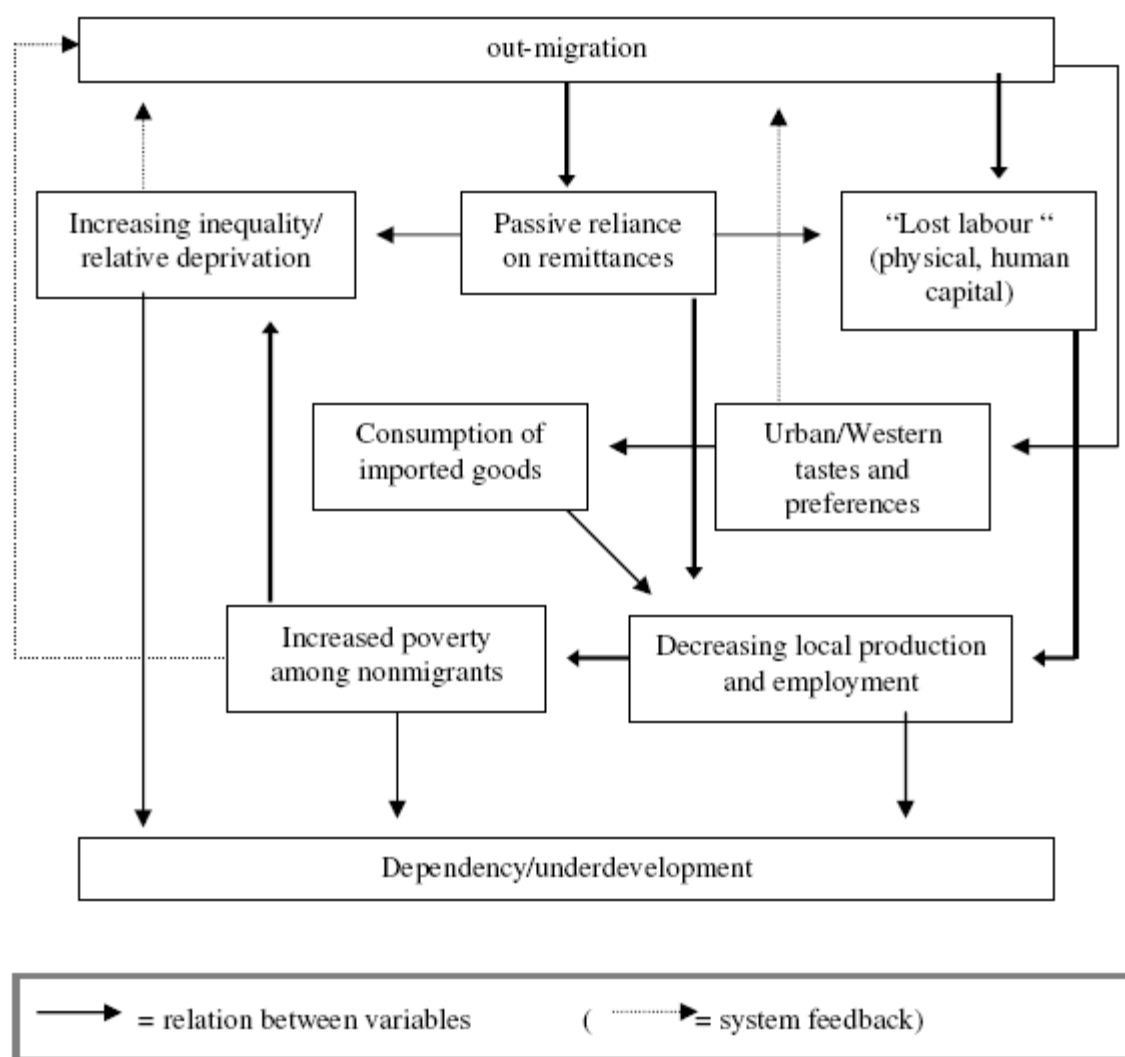 out-migration
Increasing inequality/
relative deprivation
Passive reliance
on remittances
“Lost labour “
(physical, human
capital)
Consumption of
imported goods
Urban/Western
tastes and
preferences
Increased poverty
among nonmigrants
Decreasing local production
and employment
Dependency/underdevelopment
= relation between variables
( = system feedback)